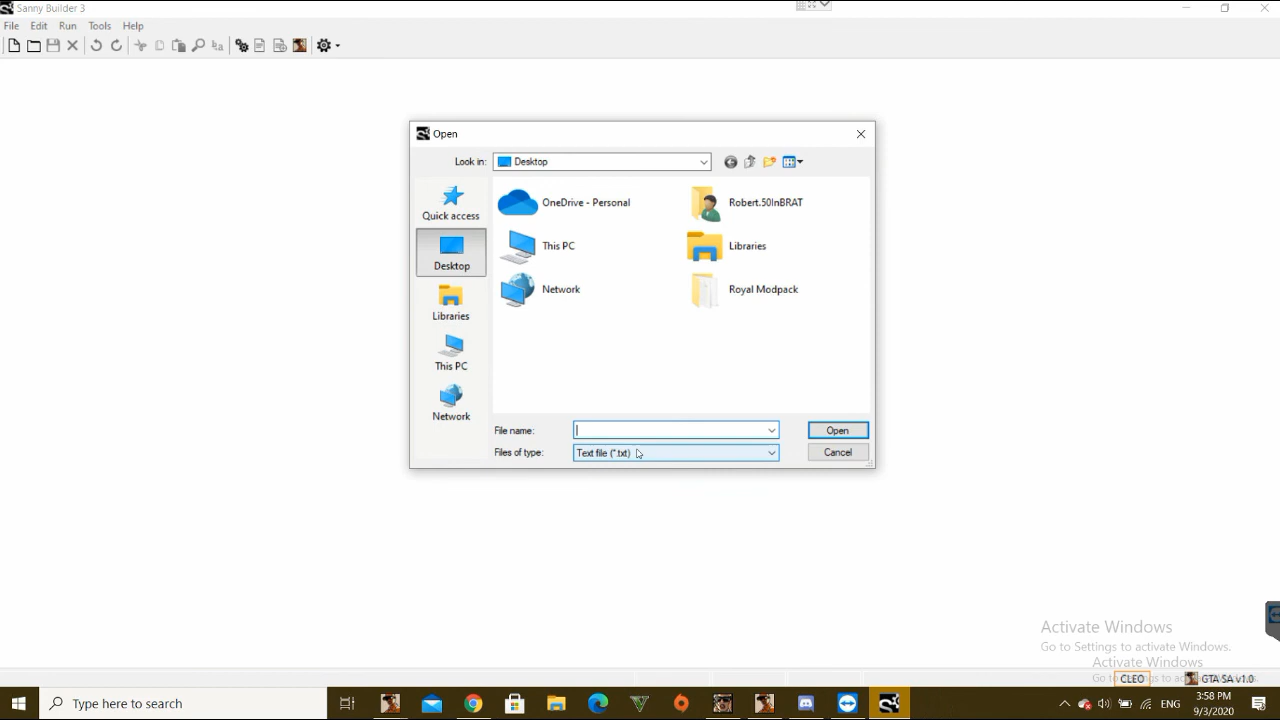 Sanny Builder 3
File Edit Run Tools Help
Open
Look in: Desktop
Quick access
Desktop
Libraries
This PC
Network
OneDrive - Personal
Robert.50InBRAT
This PC
Libraries
Network
Royal Modpack
File name:
Open
Files of type: Text file (*.txt)
Cancel
Activate Windows
Go to Settings to activate Windows.
Activate Windows
CLEO
GTA SA v1.0
Type here to search
ENG
3:58 PM
9/3/2020